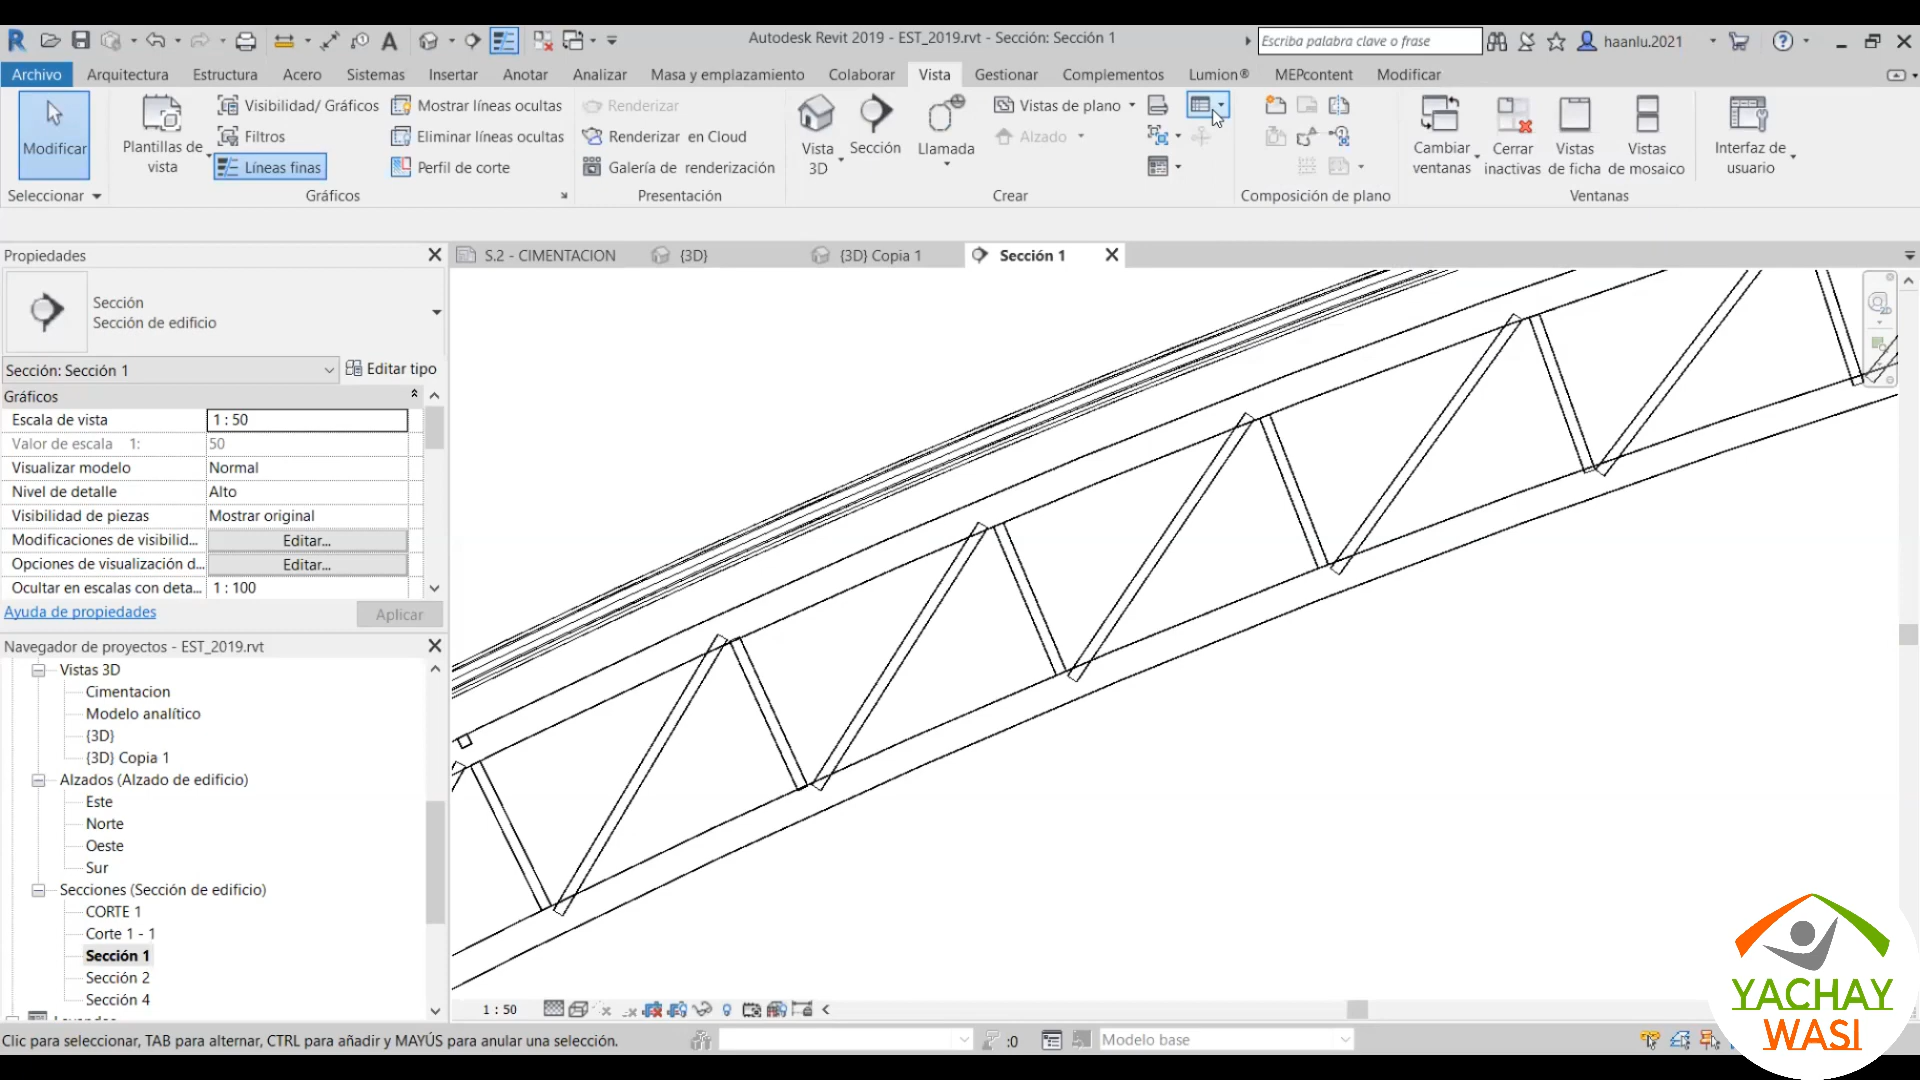 Autodesk Revit 2019 - EST_2019.rvt - Sección: Sección 1
Escriba palabra clave o frase
haanlu.2021
Archivo Arquitectura Estructura Acero Sistemas Insertar Anotar Analizar Masa y emplazamiento Colaborar Vista Gestionar Complementos Lumion® MEPcontent Modificar
Modificar
Plantillas de vista
Visibilidad/ Gráficos
Filtros
Líneas finas
Mostrar líneas ocultas
Eliminar líneas ocultas
Perfil de corte
Renderizar
Renderizar en Cloud
Galería de renderización
Vista 3D
Sección
Llamada
Vistas de plano
Alzado
Cambiar ventanas
Cerrar inactivas
Vistas de ficha
Vistas de mosaico
Interfaz de usuario
Seleccionar
Gráficos
Presentación
Crear
Composición de plano
Ventanas
Propiedades
S.2 - CIMENTACION
{3D}
{3D} Copia 1
Sección 1
Sección
Sección de edificio
Sección: Sección 1
Editar tipo
Gráficos
Escala de vista 1 : 50
Valor de escala 1: 50
Visualizar modelo Normal
Nivel de detalle Alto
Visibilidad de piezas Mostrar original
Modificaciones de visibilid... Editar...
Opciones de visualización d... Editar...
Ocultar en escalas con deta... 1 : 100
Ayuda de propiedades
Aplicar
Navegador de proyectos - EST_2019.rvt
Vistas 3D
Cimentacion
Modelo analítico
{3D}
{3D} Copia 1
Alzados (Alzado de edificio)
Este
Norte
Oeste
Sur
Secciones (Sección de edificio)
CORTE 1
Corte 1 - 1
Sección 1
Sección 2
Sección 4
1 : 50
Clic para seleccionar, TAB para alternar, CTRL para añadir y MAYÚS para anular una selección.
:0
Modelo base
YACHAY
WASI